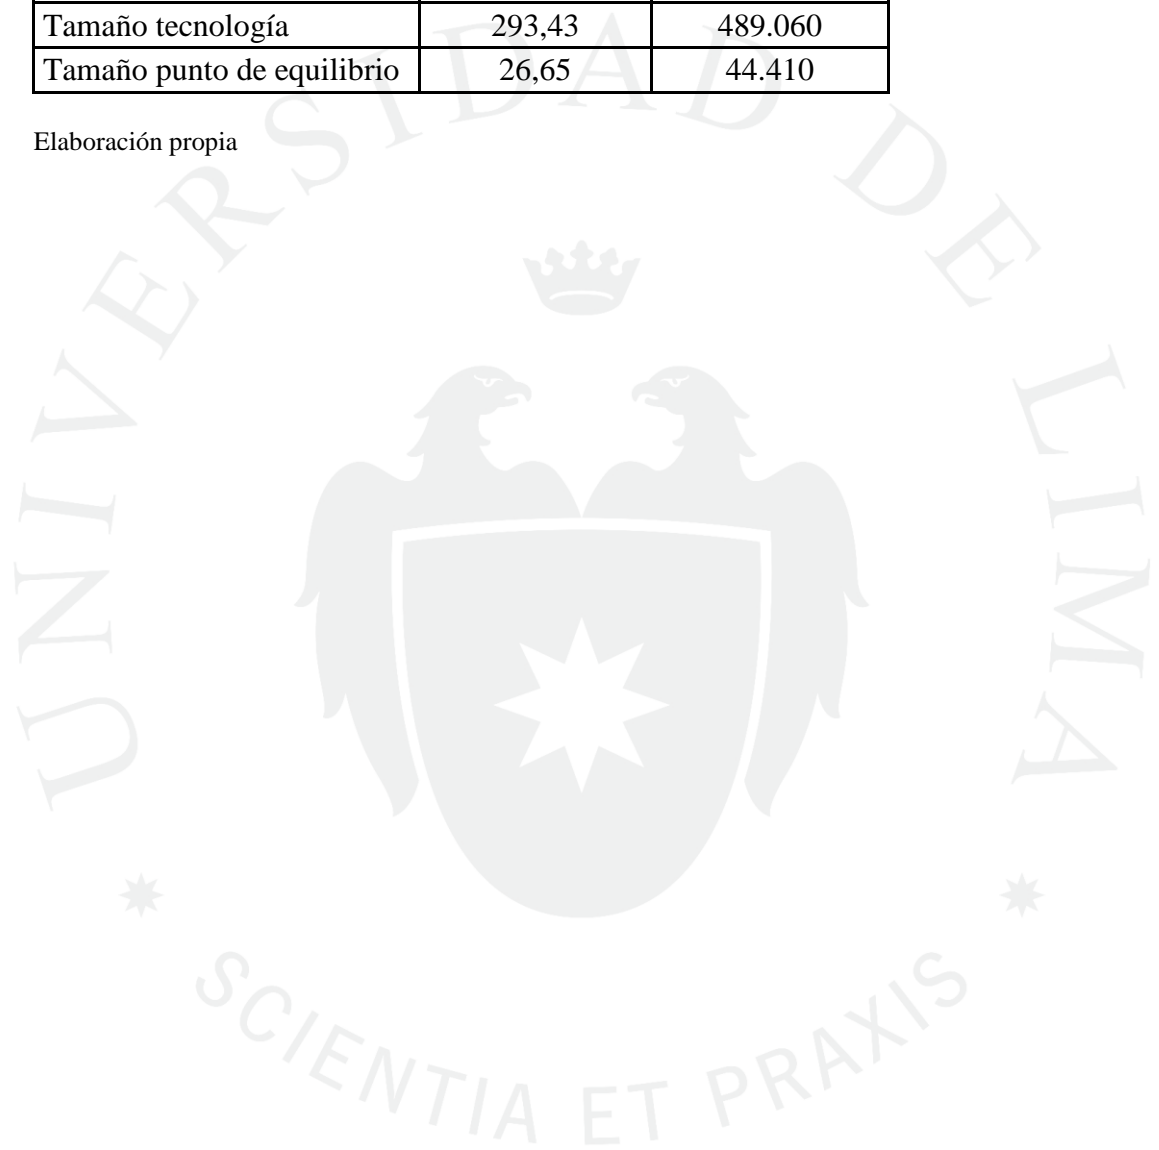 Tamaño tecnología 293,43 489.060
Tamaño punto de equilibrio 26,65 44.410
Elaboración propia
UNIVERSIDAD DE LIMA
SCIENTIA ET PRAXIS